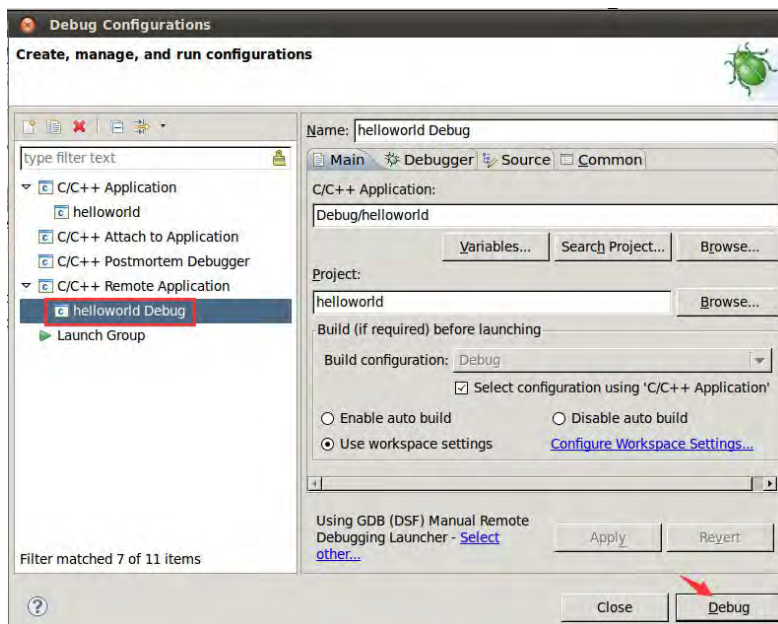 Debug Configurations
Create, manage, and run configurations
type filter text
C/C++ Application
helloworld
C/C++ Attach to Application
C/C++ Postmortem Debugger
C/C++ Remote Application
helloworld Debug
Launch Group
Filter matched 7 of 11 items
Name: helloworld Debug
Main Debugger Source Common
C/C++ Application:
Debug/helloworld
Variables... Search Project... Browse...
Project:
helloworld Browse...
Build (if required) before launching
Build configuration: Debug
Select configuration using 'C/C++ Application'
Enable auto build Disable auto build
Use workspace settings Configure Workspace Settings...
Using GDB (DSF) Manual Remote
Debugging Launcher - Select
other...
Apply Revert
? Close Debug